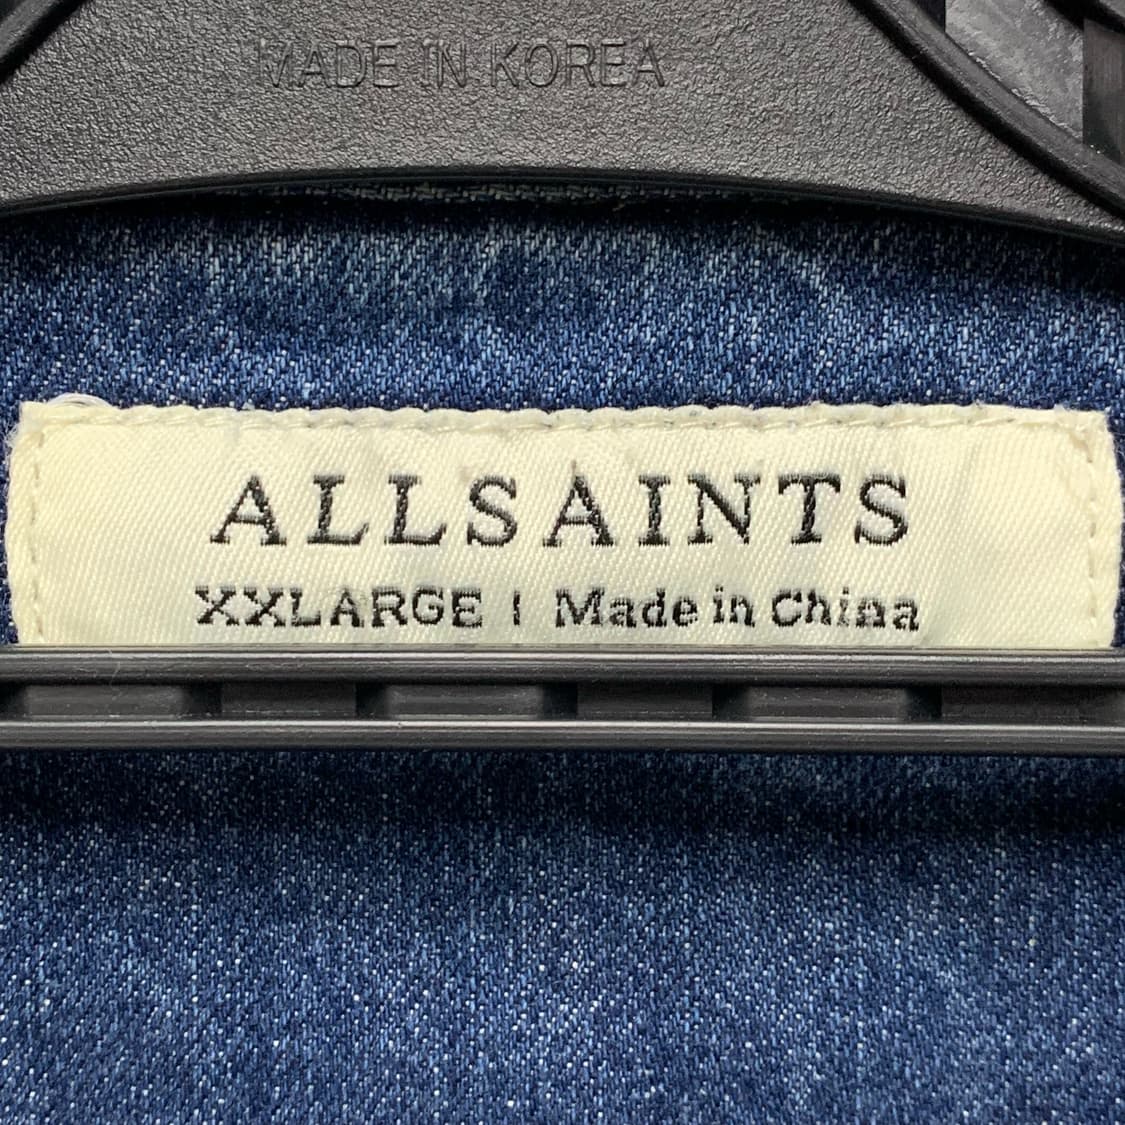 MADE IN KOREA
ALLSAINTS
XXLARGE | Made in China